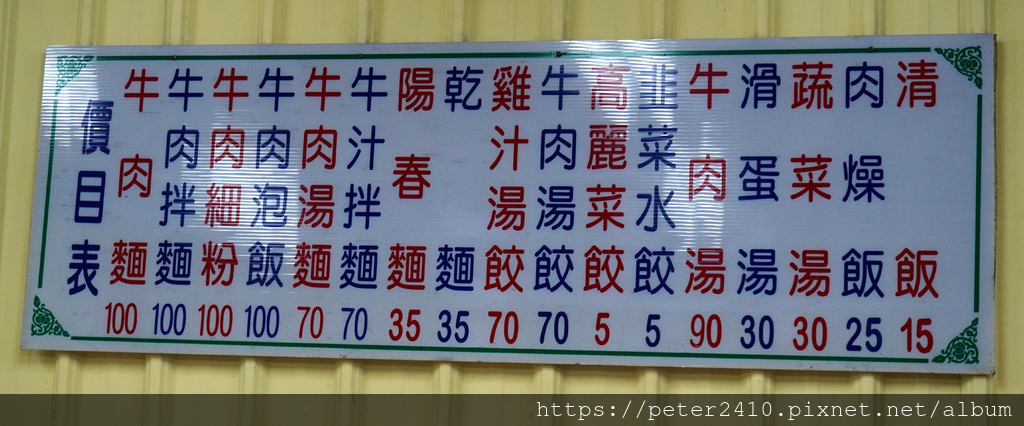 價目表
牛肉麵 100
牛肉拌麵 100
牛肉細粉 100
牛肉泡飯 100
牛肉湯麵 70
牛汁拌麵 70
陽春麵 35
乾麵 35
雞汁湯餃 70
牛肉湯餃 70
高麗菜餃 5
韭菜水餃 5
牛肉湯 90
滑蛋湯 30
蔬菜湯 30
肉燥飯 25
清飯 15
https://peter2410.pixnet.net/album